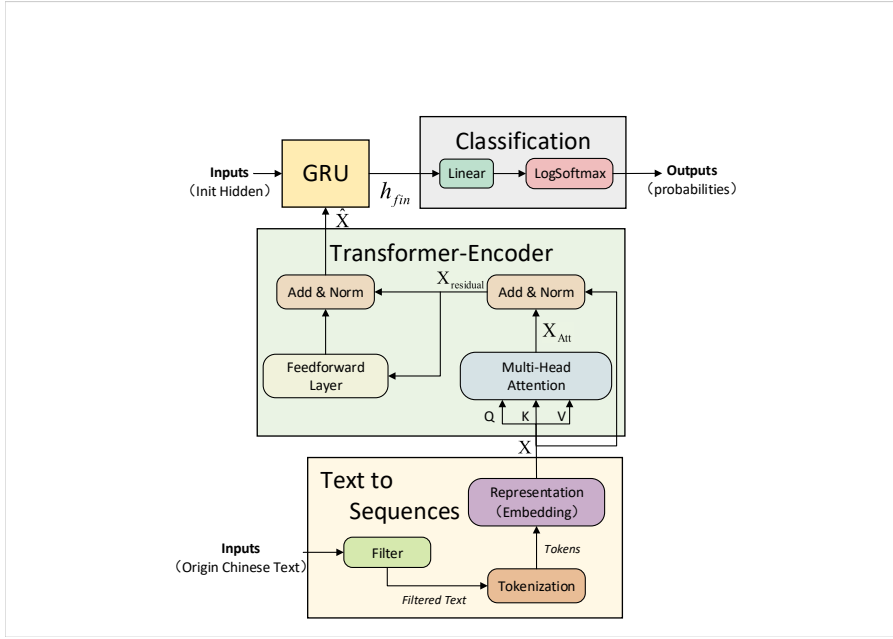 Classification
Inputs
（Init Hidden）
GRU
h_fin
Linear
LogSoftmax
Outputs
（probabilities）
X̂
Transformer-Encoder
Add & Norm
X_residual
Add & Norm
X_Att
Feedforward
Layer
Multi-Head
Attention
Q
K
V
X
Text to
Sequences
Representation
（Embedding）
Inputs
（Origin Chinese Text）
Filter
Tokens
Filtered Text
Tokenization